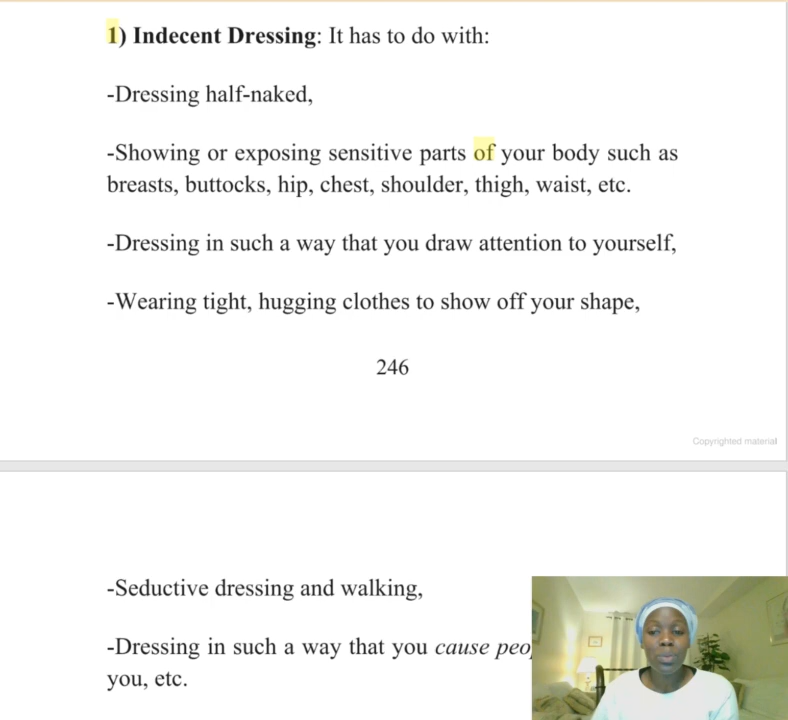 1) Indecent Dressing: It has to do with:
-Dressing half-naked,
-Showing or exposing sensitive parts of your body such as
breasts, buttocks, hip, chest, shoulder, thigh, waist, etc.
-Dressing in such a way that you draw attention to yourself,
-Wearing tight, hugging clothes to show off your shape,
246
Copyrighted material
-Seductive dressing and walking,
-Dressing in such a way that you cause
you, etc.